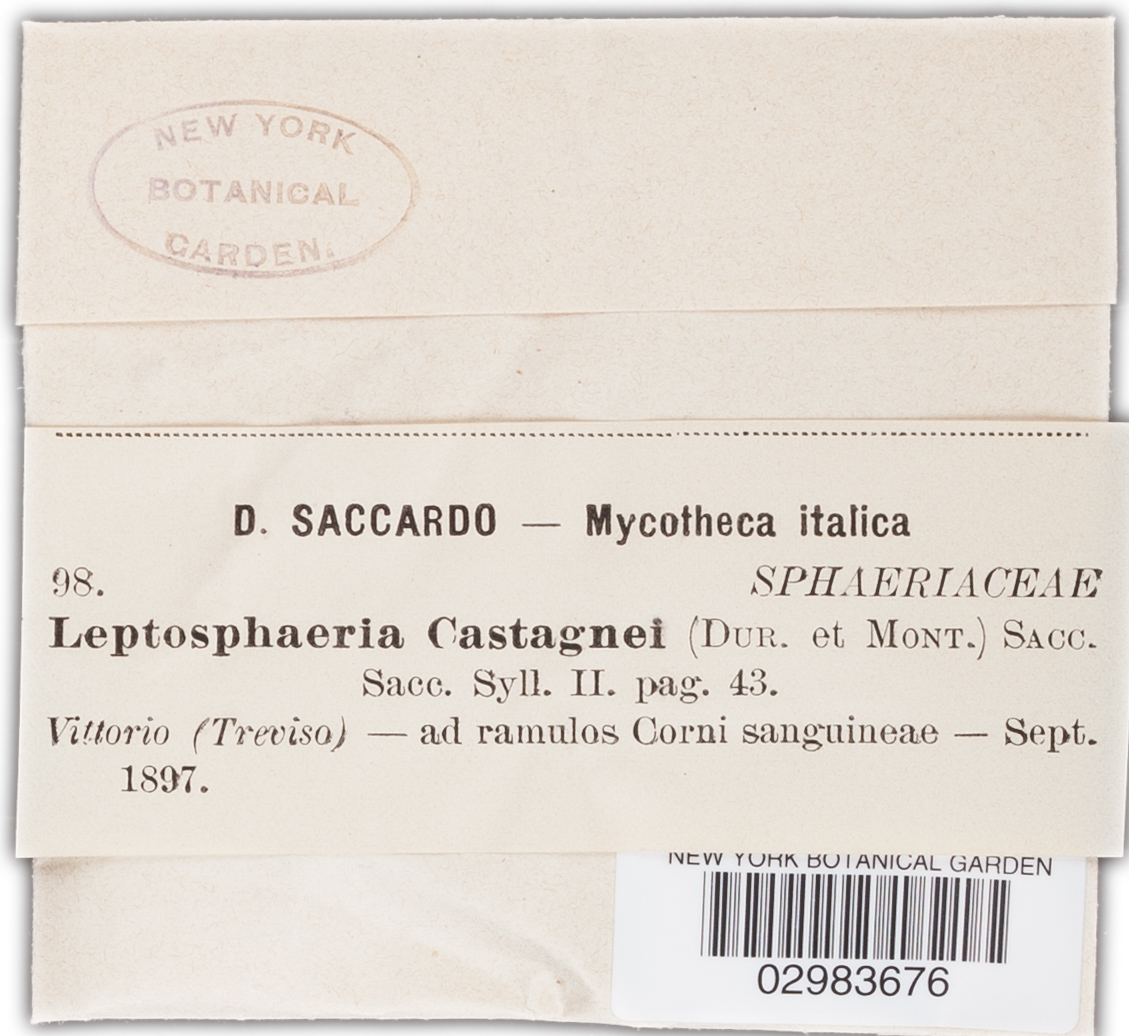 NEW YORK
BOTANICAL
GARDEN.
D. SACCARDO — Mycotheca italica
98. SPHAERIACEAE
Leptosphaeria Castagnei (DUR. et MONT.) SACC.
Sacc. Syll. II. pag. 43.
Vittorio (Treviso) — ad ramulos Corni sanguineae — Sept.
1897.
NEW YORK BOTANICAL GARDEN
02983676